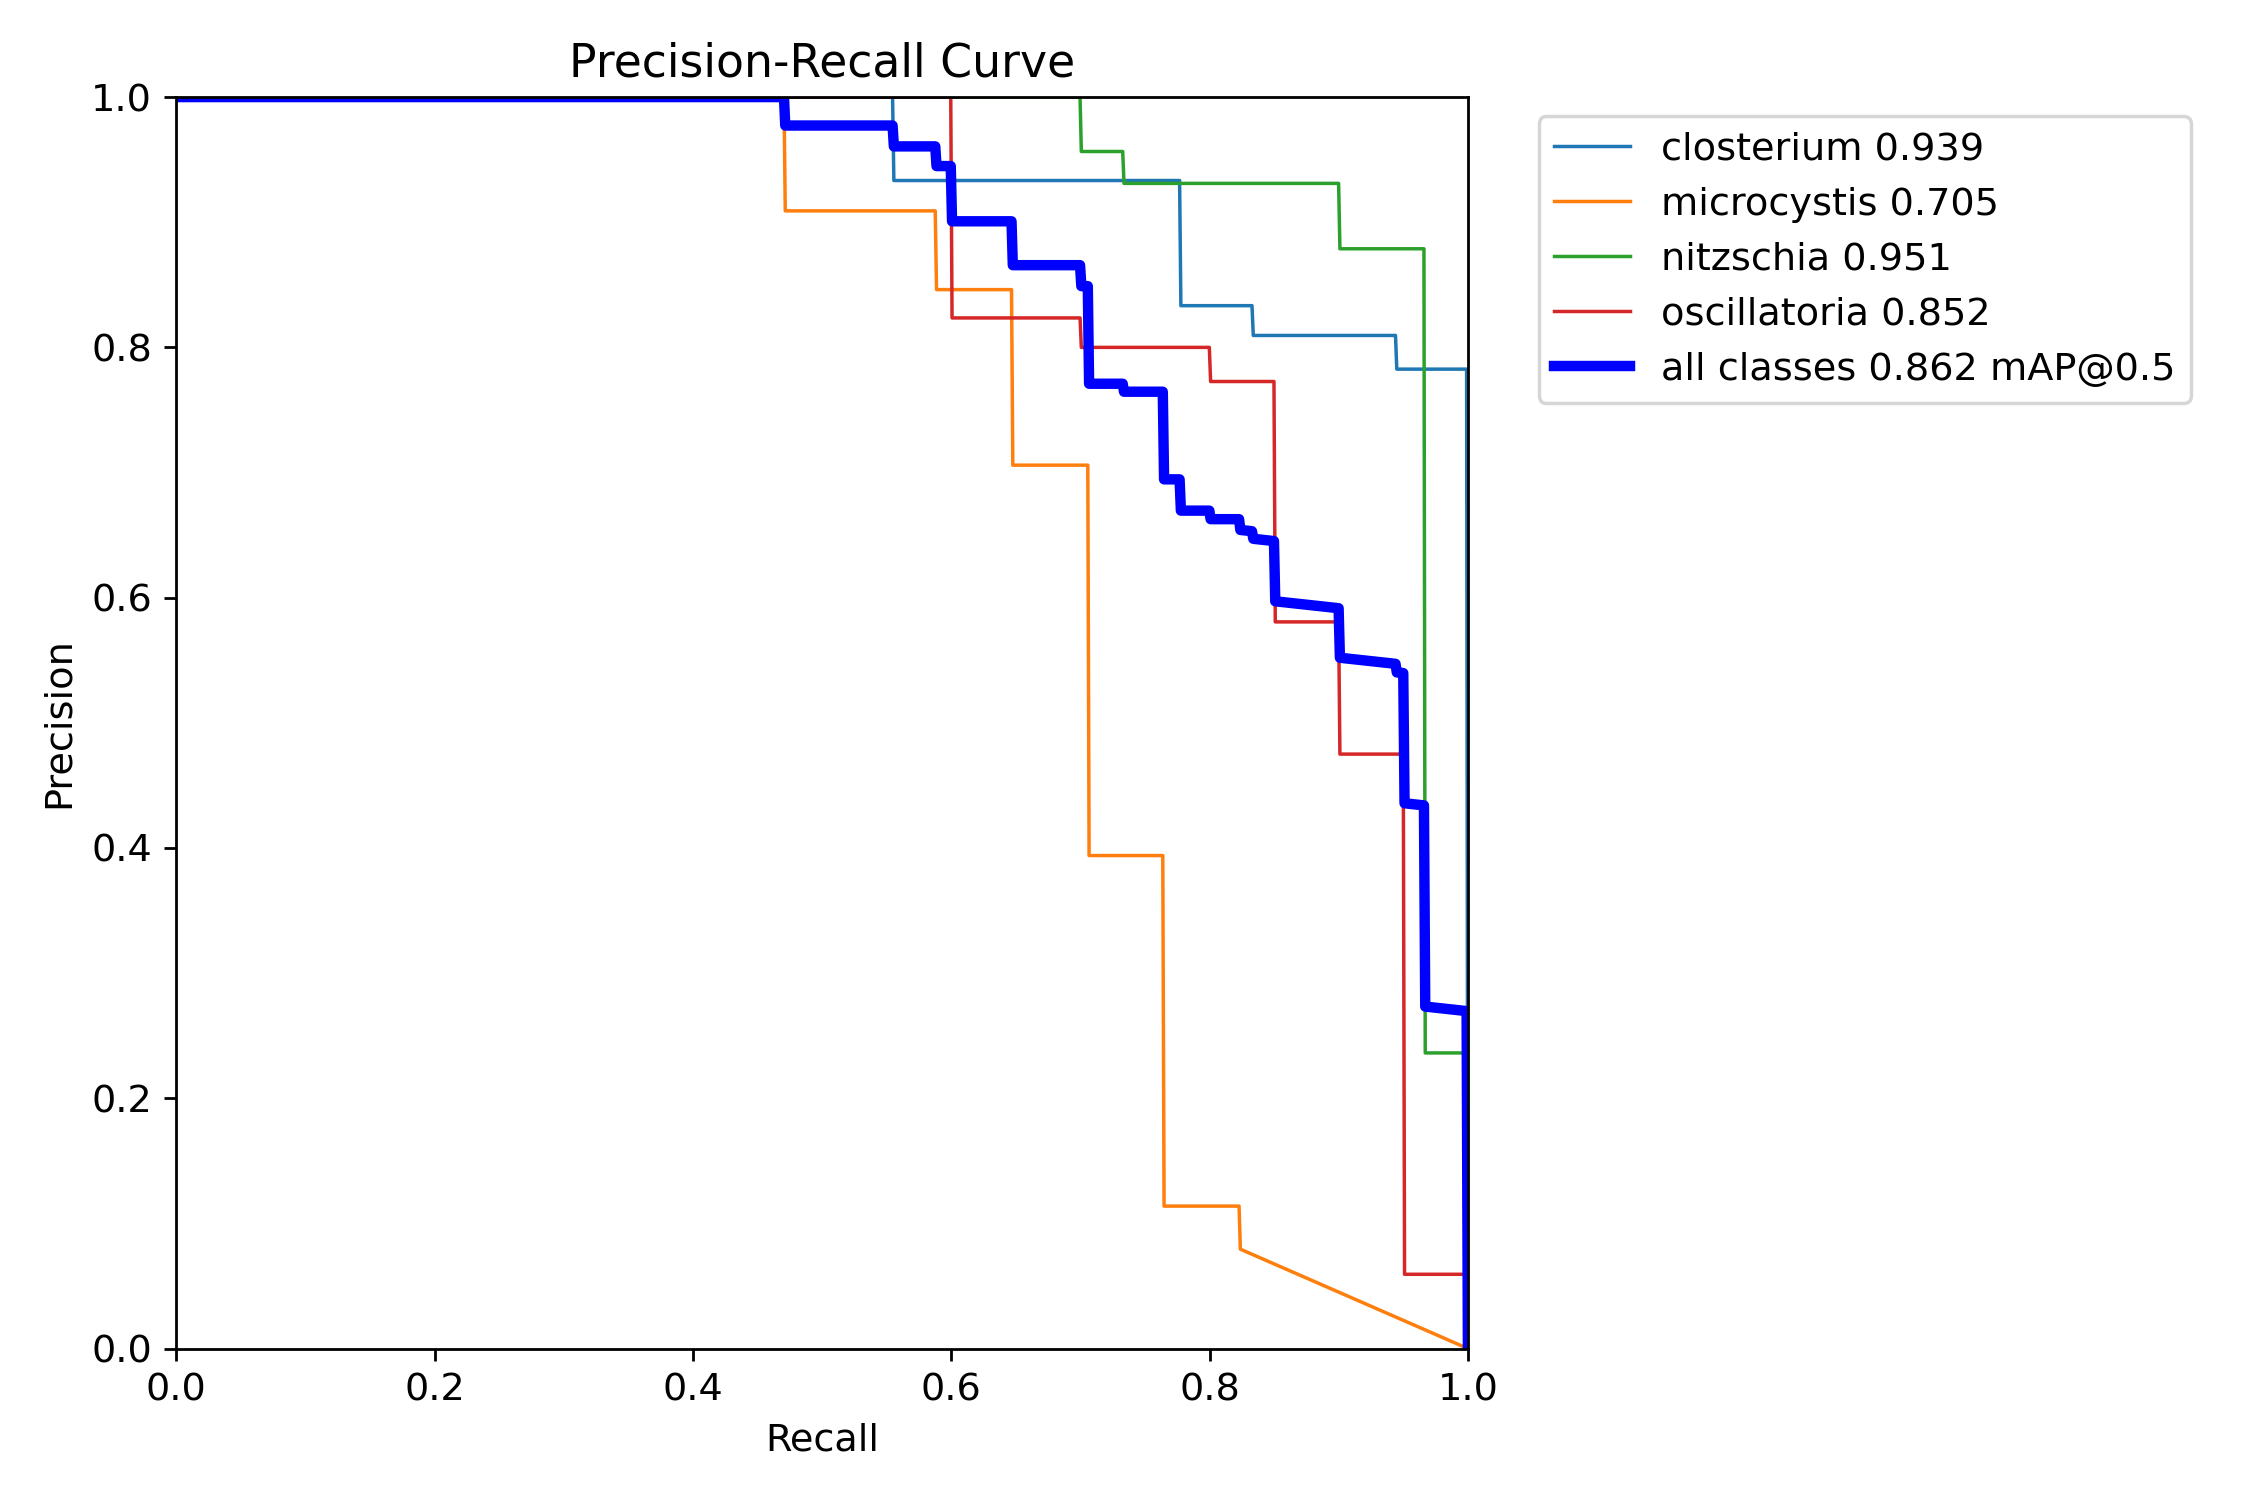 Precision-Recall Curve
1.0
0.8
0.6
0.4
0.2
0.0
Precision
0.0 0.2 0.4 0.6 0.8 1.0
Recall
closterium 0.939
microcystis 0.705
nitzschia 0.951
oscillatoria 0.852
all classes 0.862 mAP@0.5